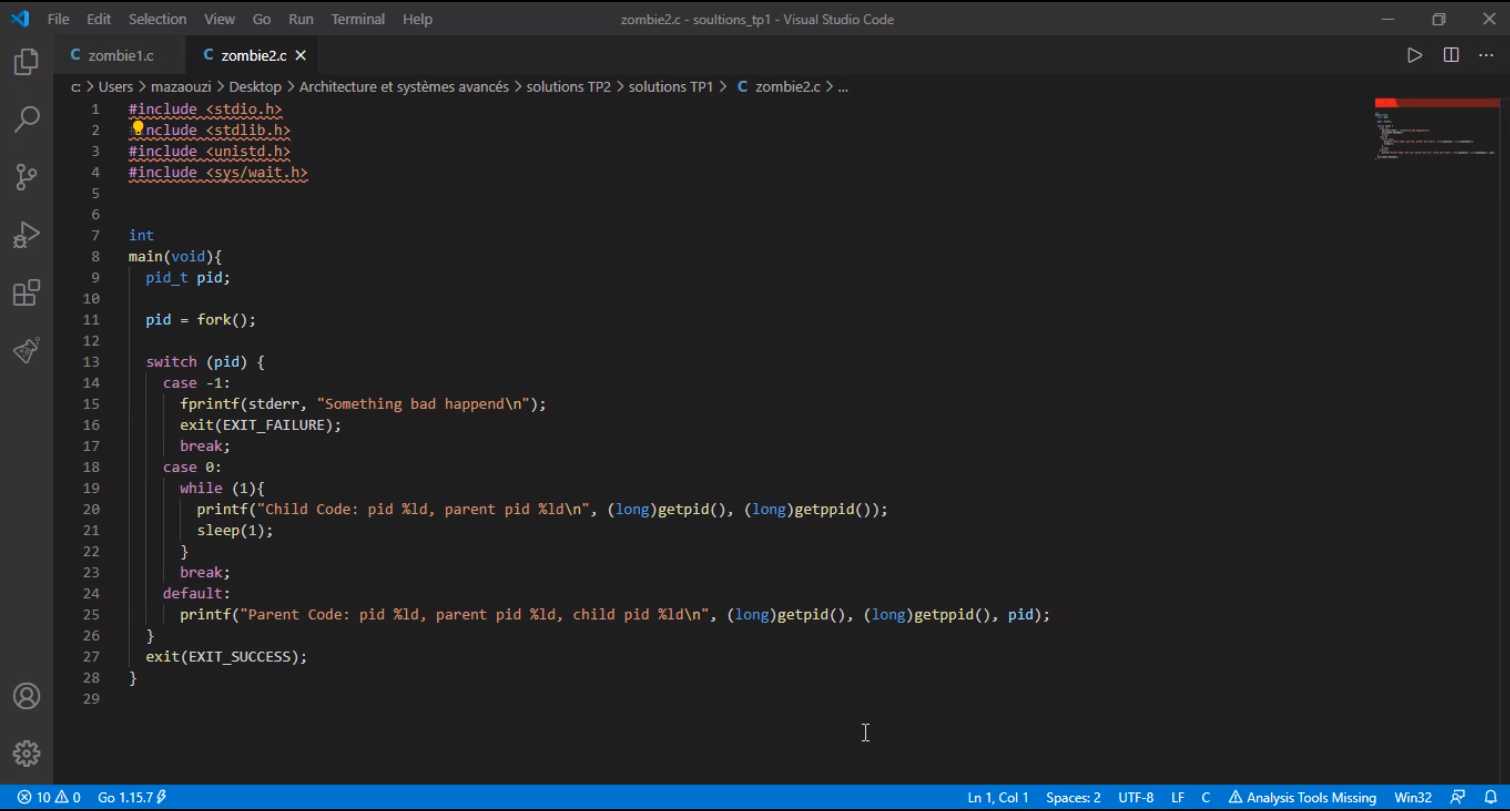 File Edit Selection View Go Run Terminal Help zombie2.c - soultions_tp1 - Visual Studio Code
C zombie1.c C zombie2.c ×
c: > Users > mazaouzi > Desktop > Architecture et systèmes avancés > solutions TP2 > solutions TP1 > C zombie2.c > ...
1 #include <stdio.h>
2 nclude <stdlib.h>
3 #include <unistd.h>
4 #include <sys/wait.h>
5
6
7 int
8 main(void){
9 pid_t pid;
10
11 pid = fork();
12
13 switch (pid) {
14 case -1:
15 fprintf(stderr, "Something bad happend\n");
16 exit(EXIT_FAILURE);
17 break;
18 case 0:
19 while (1){
20 printf("Child Code: pid %ld, parent pid %ld\n", (long)getpid(), (long)getppid());
21 sleep(1);
22 }
23 break;
24 default:
25 printf("Parent Code: pid %ld, parent pid %ld, child pid %ld\n", (long)getpid(), (long)getppid(), pid);
26 }
27 exit(EXIT_SUCCESS);
28 }
29
10 0 Go 1.15.7 Ln 1, Col 1 Spaces: 2 UTF-8 LF C Analysis Tools Missing Win32